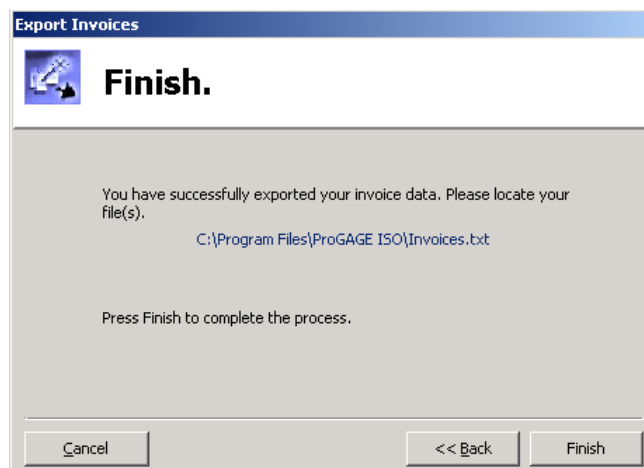 Export Invoices
Finish.
You have successfully exported your invoice data. Please locate your
file(s).
C:\Program Files\ProGAGE ISO\Invoices.txt
Press Finish to complete the process.
Cancel
<< Back
Finish